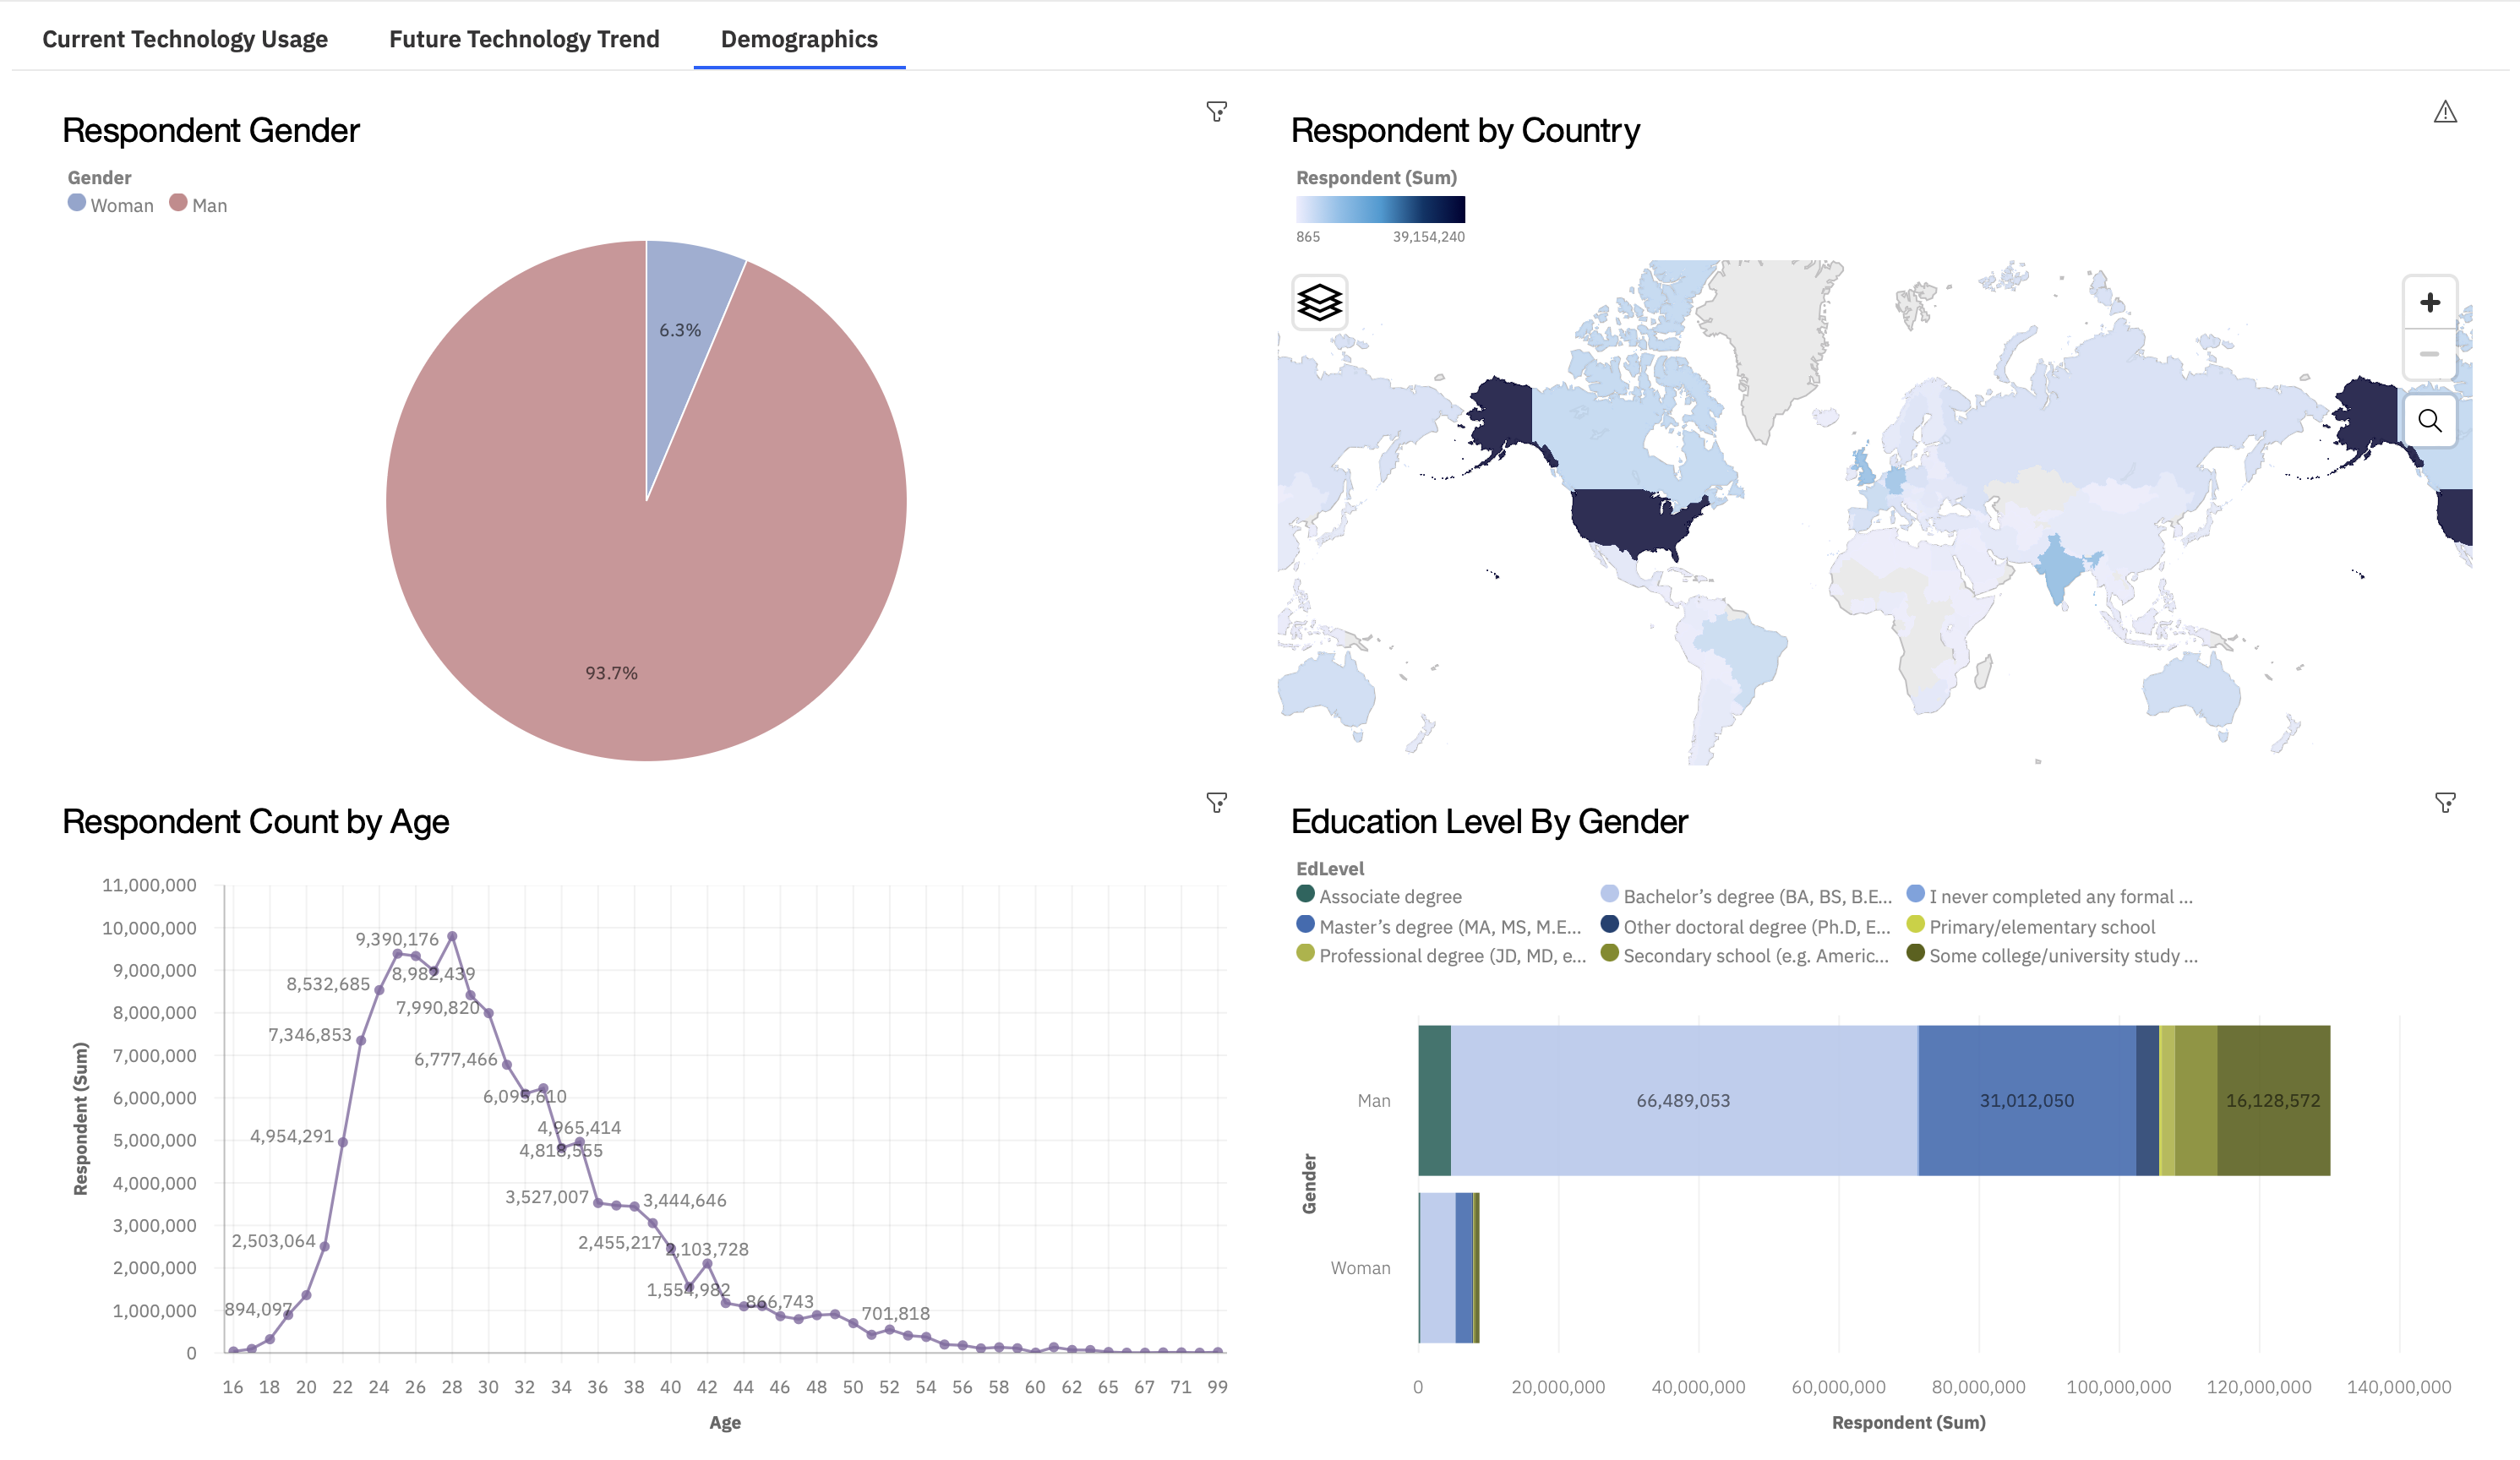 Current Technology Usage Future Technology Trend Demographics
Respondent Gender
Gender
Woman Man
6.3%
93.7%
Respondent by Country
Respondent (Sum)
865 39,154,240
Respondent Count by Age
Respondent (Sum)
11,000,000
10,000,000
9,000,000
8,000,000
7,000,000
6,000,000
5,000,000
4,000,000
3,000,000
2,000,000
1,000,000
0
9,390,176
8,982,439
8,532,685
7,990,820
7,346,853
6,777,466
6,095,610
4,965,414
4,954,291
4,818,555
3,527,007
3,444,646
2,503,064
2,455,217
2,103,728
1,554,982
894,097
866,743
701,818
16 18 20 22 24 26 28 30 32 34 36 38 40 42 44 46 48 50 52 54 56 58 60 62 65 67 71 99
Age
Education Level By Gender
EdLevel
Associate degree Bachelor’s degree (BA, BS, B.E... I never completed any formal ...
Master’s degree (MA, MS, M.E... Other doctoral degree (Ph.D, E... Primary/elementary school
Professional degree (JD, MD, e... Secondary school (e.g. Americ... Some college/university study ...
Gender
Man
66,489,053 31,012,050 16,128,572
Woman
0 20,000,000 40,000,000 60,000,000 80,000,000 100,000,000 120,000,000 140,000,000
Respondent (Sum)